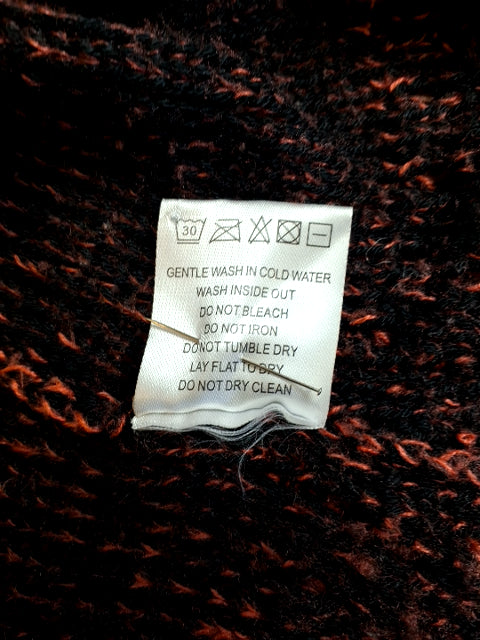 30
GENTLE WASH IN COLD WATER
WASH INSIDE OUT
DO NOT BLEACH
DO NOT IRON
DO NOT TUMBLE DRY
LAY FLAT TO DRY
DO NOT DRY CLEAN